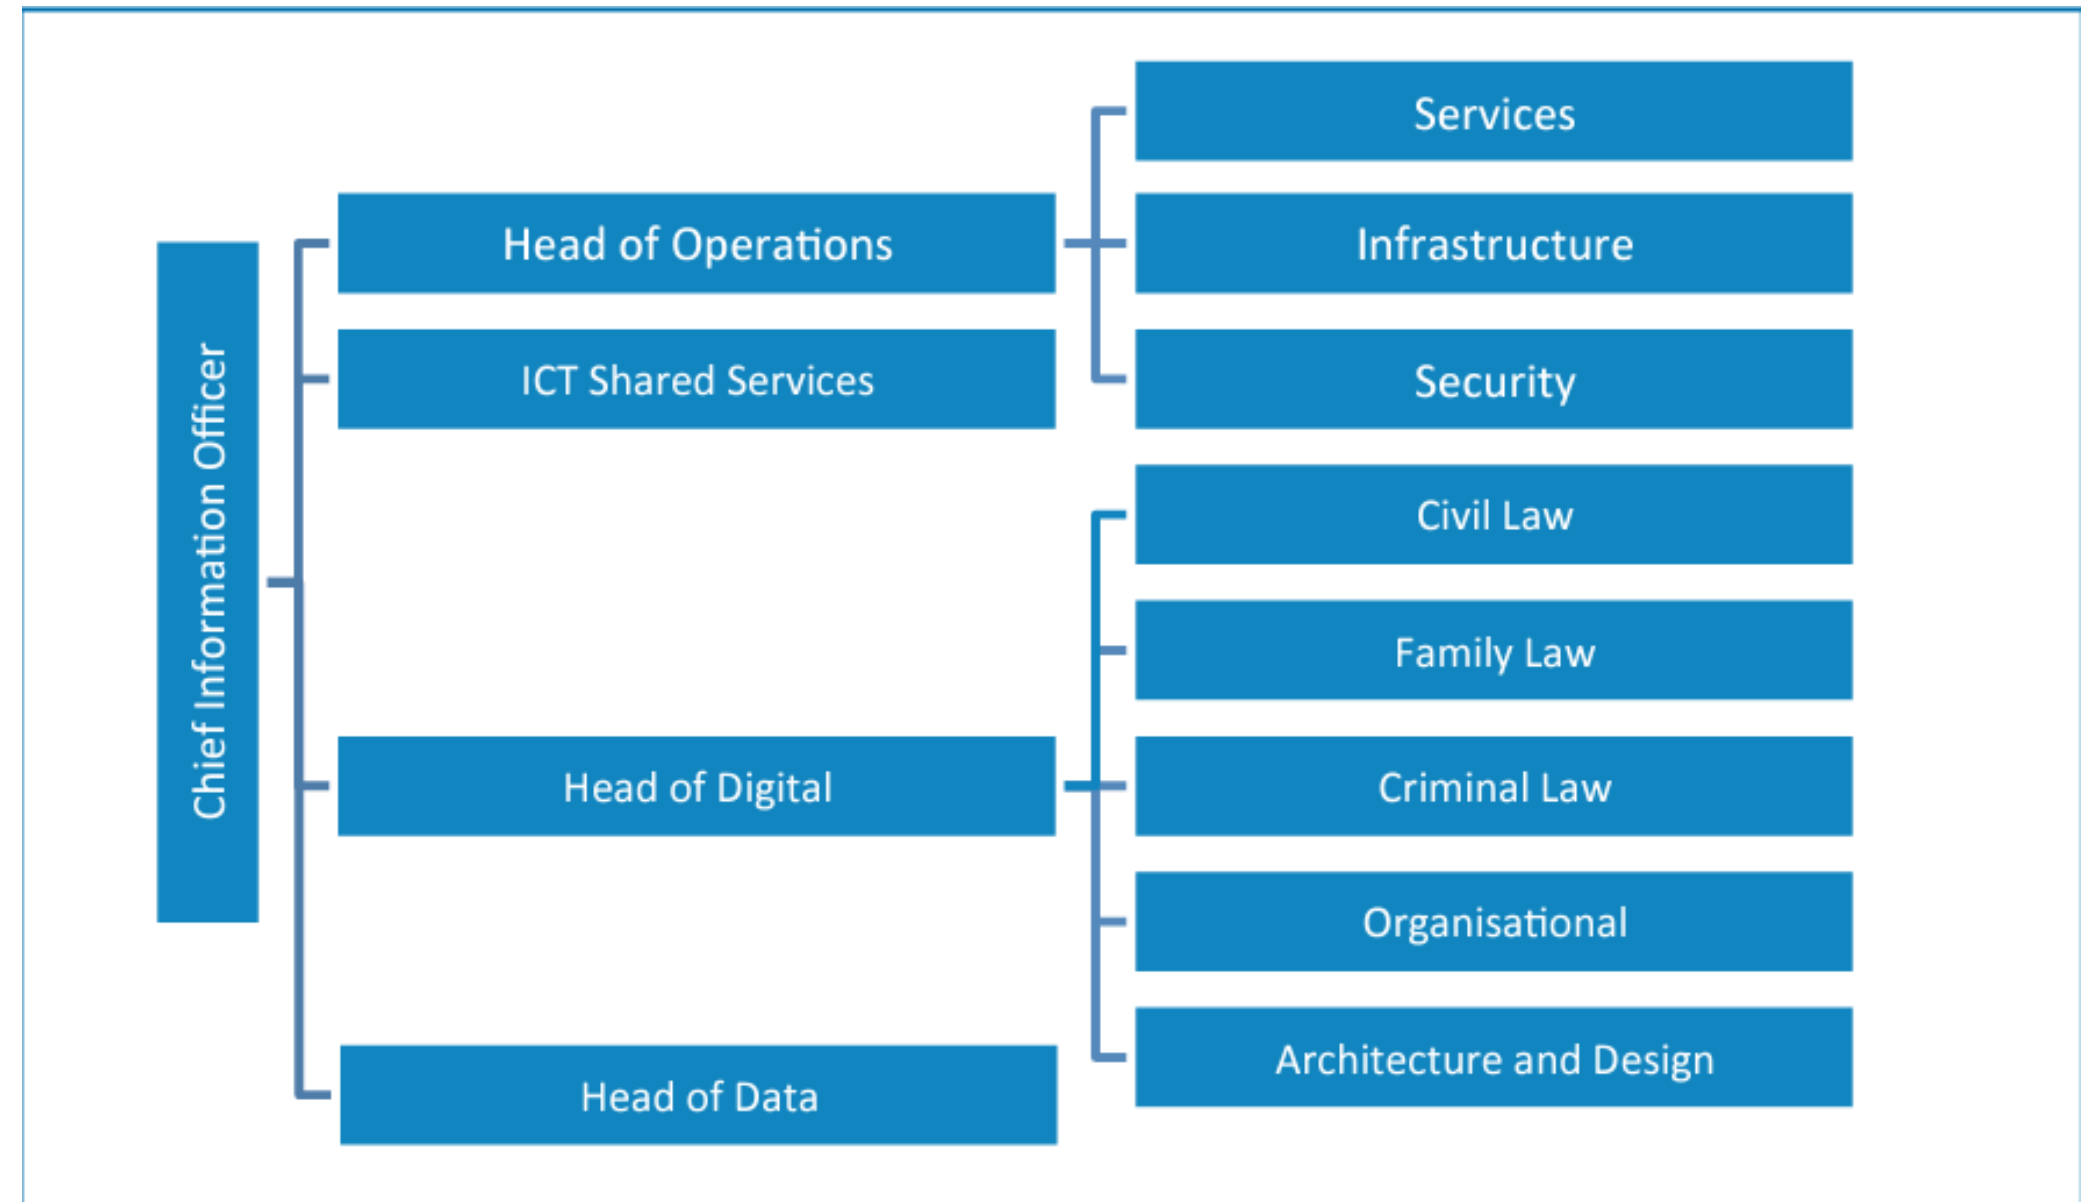 Chief Information Officer
Head of Operations
Services
Infrastructure
Security
ICT Shared Services
Head of Digital
Civil Law
Family Law
Criminal Law
Organisational
Architecture and Design
Head of Data